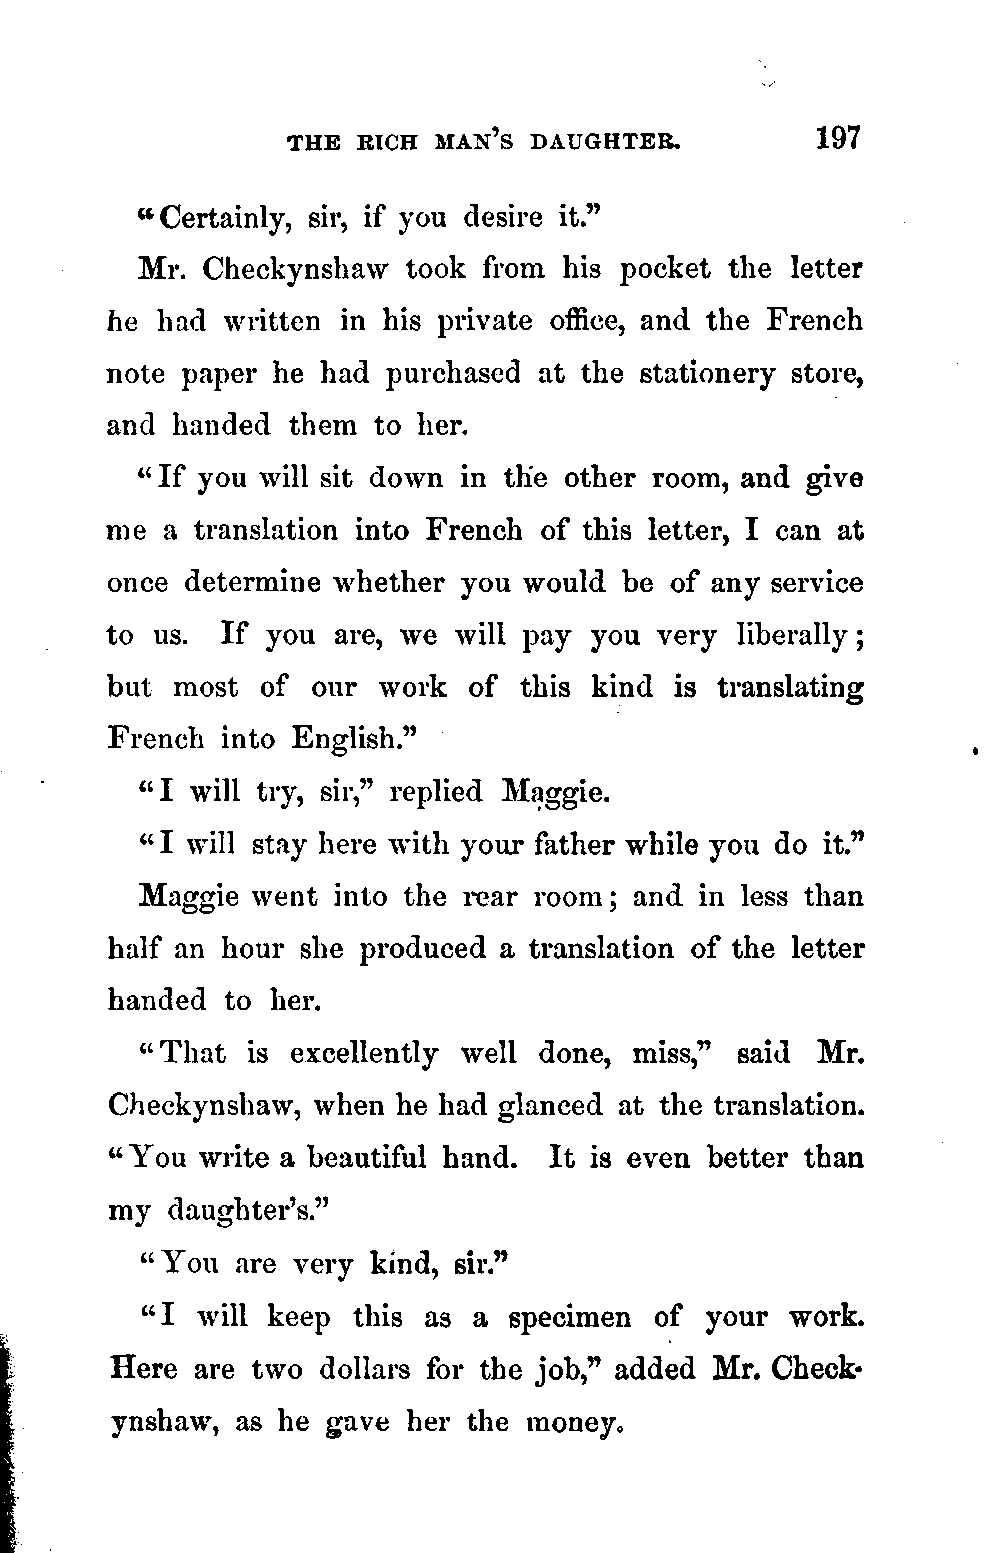 THE RICH MAN'S DAUGHTER. 197
"Certainly, sir, if you desire it."
Mr. Checkynshaw took from his pocket the letter
he had written in his private office, and the French
note paper he had purchased at the stationery store,
and handed them to her.
"If you will sit down in the other room, and give
me a translation into French of this letter, I can at
once determine whether you would be of any service
to us. If you are, we will pay you very liberally;
but most of our work of this kind is translating
French into English."
"I will try, sir," replied Maggie.
"I will stay here with your father while you do it."
Maggie went into the rear room; and in less than
half an hour she produced a translation of the letter
handed to her.
"That is excellently well done, miss," said Mr.
Checkynshaw, when he had glanced at the translation.
"You write a beautiful hand. It is even better than
my daughter's."
"You are very kind, sir."
"I will keep this as a specimen of your work.
Here are two dollars for the job," added Mr. Check-
ynshaw, as he gave her the money.